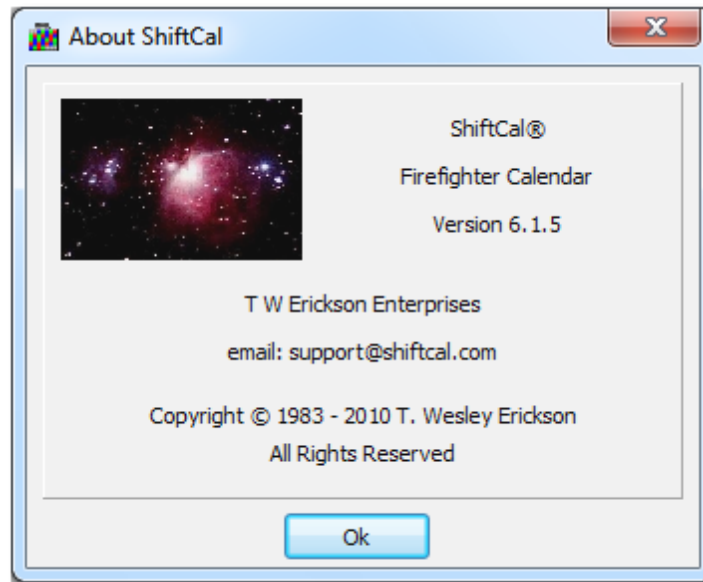 About ShiftCal
ShiftCal®
Firefighter Calendar
Version 6.1.5
T W Erickson Enterprises
email: support@shiftcal.com
Copyright © 1983 - 2010 T. Wesley Erickson
All Rights Reserved
Ok